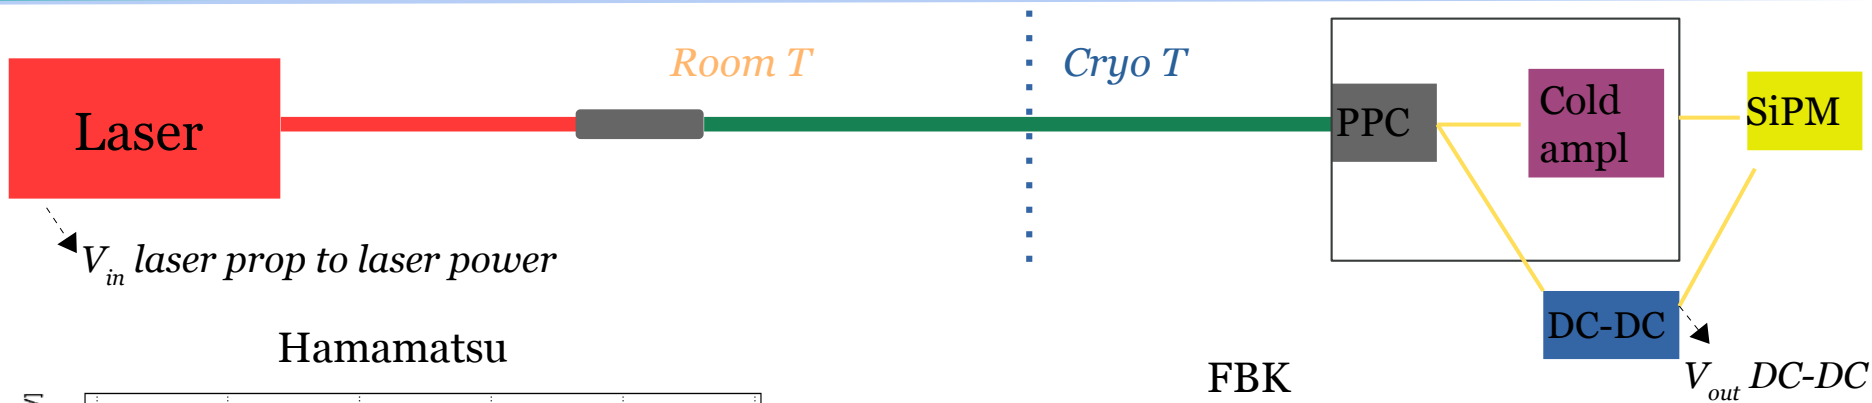 Room T
Cryo T
Laser
PPC
Cold
ampl
SiPM
V_in laser prop to laser power
DC-DC
Hamamatsu
FBK
V_out DC-DC